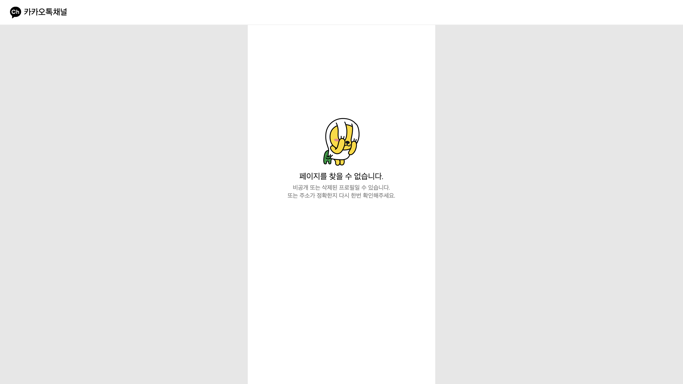 Ch 카카오톡채널
페이지를 찾을 수 없습니다.
비공개 또는 삭제된 프로필일 수 있습니다.
또는 주소가 정확한지 다시 한번 확인해주세요.